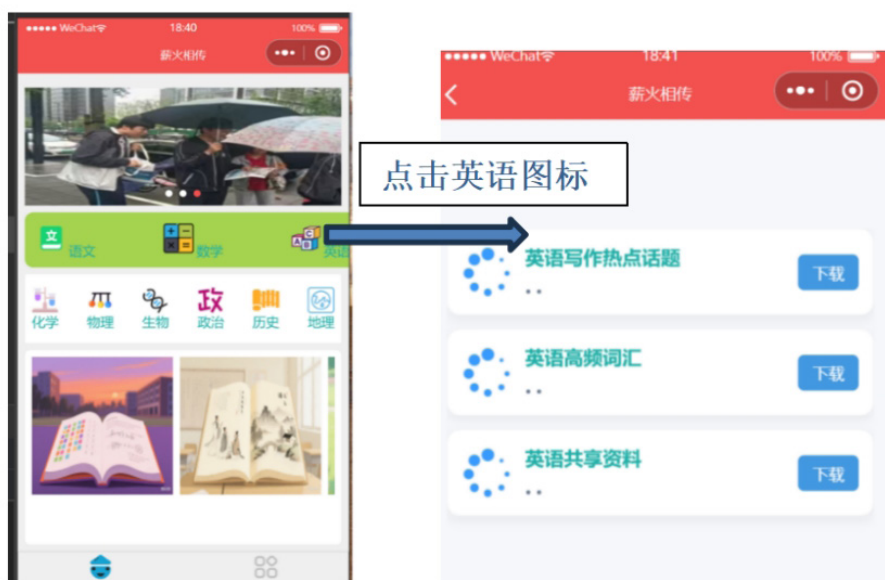 WeChat 18:40 100%
薪火相传
语文 数学 英语
化学 物理 生物 政治 历史 地理
点击英语图标
WeChat 18:41 100%
薪火相传
英语写作热点话题
下载
英语高频词汇
下载
英语共享资料
下载